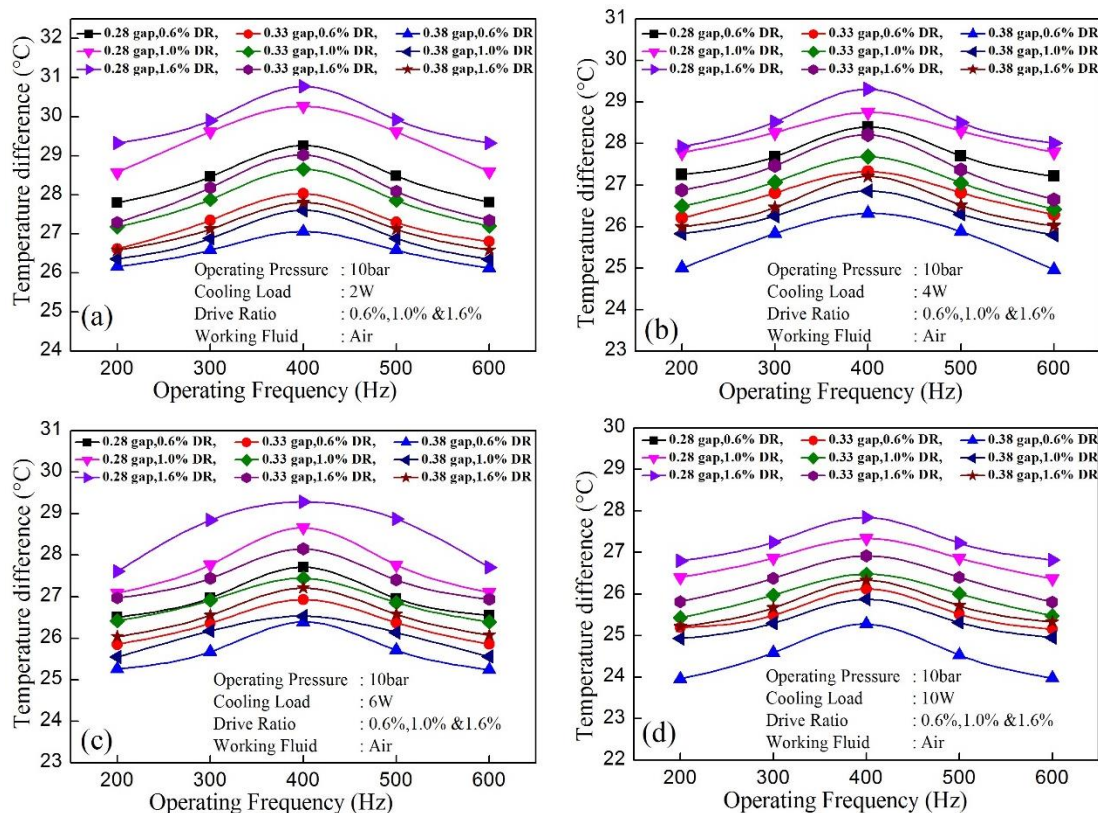 32
31
30
29
28
27
26
25
24
Temperature difference (°C)
0.28 gap,0.6% DR, 0.33 gap,0.6% DR, 0.38 gap,0.6% DR
0.28 gap,1.0% DR, 0.33 gap,1.0% DR, 0.38 gap,1.0% DR
0.28 gap,1.6% DR, 0.33 gap,1.6% DR, 0.38 gap,1.6% DR
Operating Pressure : 10bar
Cooling Load : 2W
Drive Ratio : 0.6%,1.0% &1.6%
Working Fluid : Air
(a)
200 300 400 500 600
Operating Frequency (Hz)
31
30
29
28
27
26
25
24
23
Temperature difference (°C)
0.28 gap,0.6% DR, 0.33 gap,0.6% DR, 0.38 gap,0.6% DR
0.28 gap,1.0% DR, 0.33 gap,1.0% DR, 0.38 gap,1.0% DR
0.28 gap,1.6% DR, 0.33 gap,1.6% DR, 0.38 gap,1.6% DR
Operating Pressure : 10bar
Cooling Load : 4W
Drive Ratio : 0.6%,1.0% &1.6%
Working Fluid : Air
(b)
200 300 400 500 600
Operating Frequency (Hz)
31
30
29
28
27
26
25
24
23
Temperature difference (°C)
0.28 gap,0.6% DR, 0.33 gap,0.6% DR, 0.38 gap,0.6% DR
0.28 gap,1.0% DR, 0.33 gap,1.0% DR, 0.38 gap,1.0% DR
0.28 gap,1.6% DR, 0.33 gap,1.6% DR, 0.38 gap,1.6% DR
Operating Pressure : 10bar
Cooling Load : 6W
Drive Ratio : 0.6%,1.0% &1.6%
Working Fluid : Air
(c)
200 300 400 500 600
Operating Frequency (Hz)
30
29
28
27
26
25
24
23
22
Temperature difference (°C)
0.28 gap,0.6% DR, 0.33 gap,0.6% DR, 0.38 gap,0.6% DR
0.28 gap,1.0% DR, 0.33 gap,1.0% DR, 0.38 gap,1.0% DR
0.28 gap,1.6% DR, 0.33 gap,1.6% DR, 0.38 gap,1.6% DR
Operating Pressure : 10bar
Cooling Load : 10W
Drive Ratio : 0.6%,1.0% &1.6%
Working Fluid : Air
(d)
200 300 400 500 600
Operating Frequency (Hz)